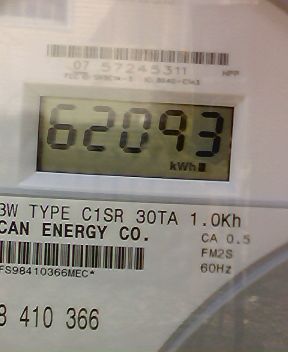 07 57245311
62093
kWh
3W TYPE C1SR 30TA 1.0Kh
CAN ENERGY CO.
CA 0.5
FM2S
60Hz
FS98410366MEC*
8 410 366